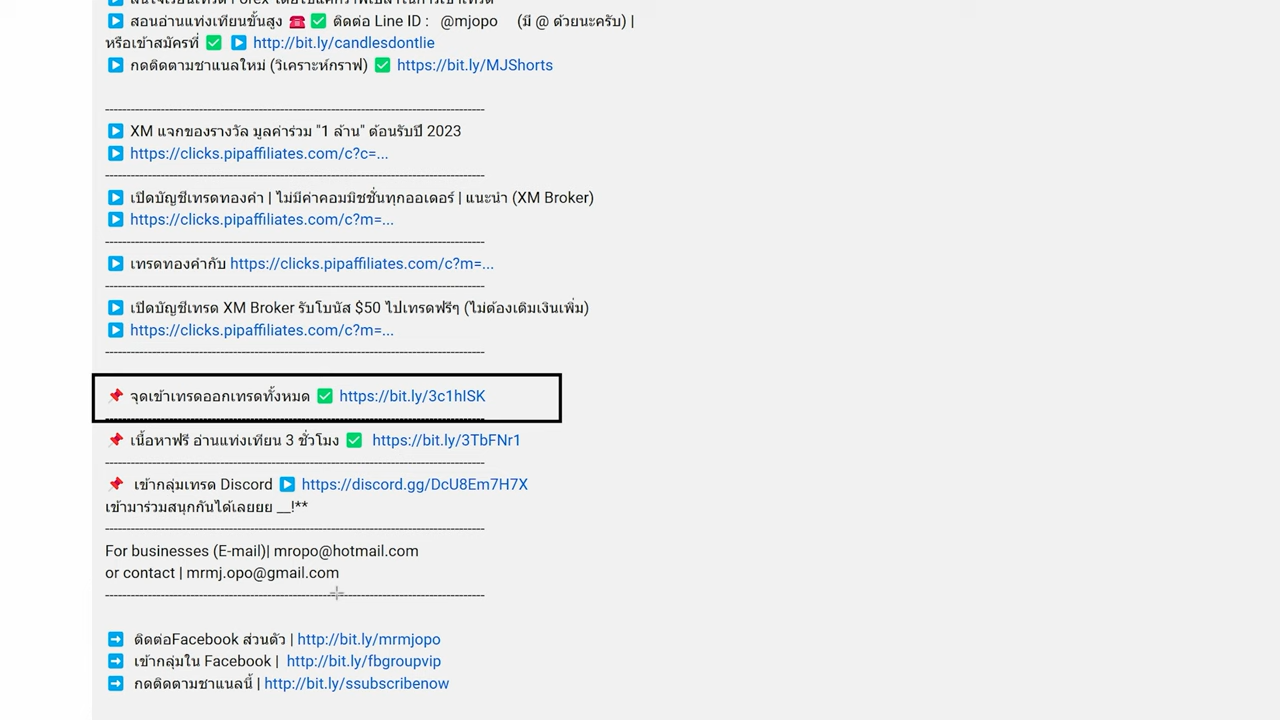 สอนอ่านแท่งเทียนขั้นสูง ☎️ ✅ ติดต่อ Line ID : @mjopo (มี @ ด้วยนะครับ) |
หรือเข้าสมัครที่ ✅ ▶️ http://bit.ly/candlesdontlie
▶️ กดติดตามชาแนลใหม่ (วิเคราะห์กราฟ) ✅ https://bit.ly/MJShorts
▶️ XM แจกของรางวัล มูลค่าร่วม "1 ล้าน" ต้อนรับปี 2023
▶️ https://clicks.pipaffiliates.com/c?c=...
▶️ เปิดบัญชีเทรดทองคำ | ไม่มีค่าคอมมิชชั่นทุกออเดอร์ | แนะนำ (XM Broker)
▶️ https://clicks.pipaffiliates.com/c?m=...
▶️ เทรดทองคำกับ https://clicks.pipaffiliates.com/c?m=...
▶️ เปิดบัญชีเทรด XM Broker รับโบนัส $50 ไปเทรดฟรีๆ (ไม่ต้องเติมเงินเพิ่ม)
▶️ https://clicks.pipaffiliates.com/c?m=...
📌 จุดเข้าเทรดออกเทรดทั้งหมด ✅ https://bit.ly/3c1hISK
📌 เนื้อหาฟรี อ่านแท่งเทียน 3 ชั่วโมง ✅ https://bit.ly/3TbFNr1
📌 เข้ากลุ่มเทรด Discord ▶️ https://discord.gg/DcU8Em7H7X
เข้ามาร่วมสนุกกันได้เลยยย __!**
For businesses (E-mail)| mropo@hotmail.com
or contact | mrmj.opo@gmail.com
➡️ ติดต่อFacebook ส่วนตัว | http://bit.ly/mrmjopo
➡️ เข้ากลุ่มใน Facebook | http://bit.ly/fbgroupvip
➡️ กดติดตามชาแนลนี้ | http://bit.ly/ssubscribenow